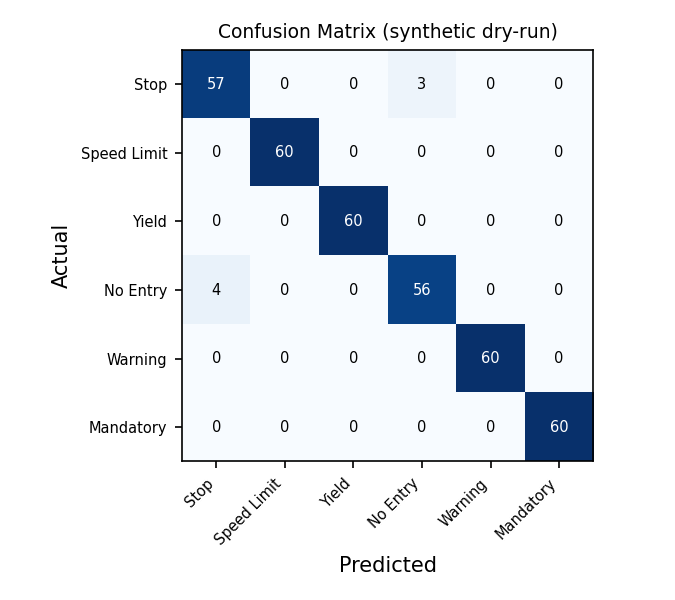 Confusion Matrix (synthetic dry-run)
Actual
Stop 57 0 0 3 0 0
Speed Limit 0 60 0 0 0 0
Yield 0 0 60 0 0 0
No Entry 4 0 0 56 0 0
Warning 0 0 0 0 60 0
Mandatory 0 0 0 0 0 60
Stop Speed Limit Yield No Entry Warning Mandatory
Predicted